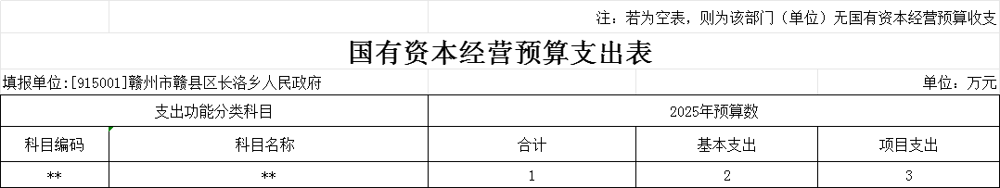 注：若为空表，则为该部门（单位）无国有资本经营预算收支
国有资本经营预算支出表
填报单位:[915001]赣州市赣县区长洛乡人民政府 单位：万元
支出功能分类科目 2025年预算数
科目编码 科目名称 合计 基本支出 项目支出
** ** 1 2 3